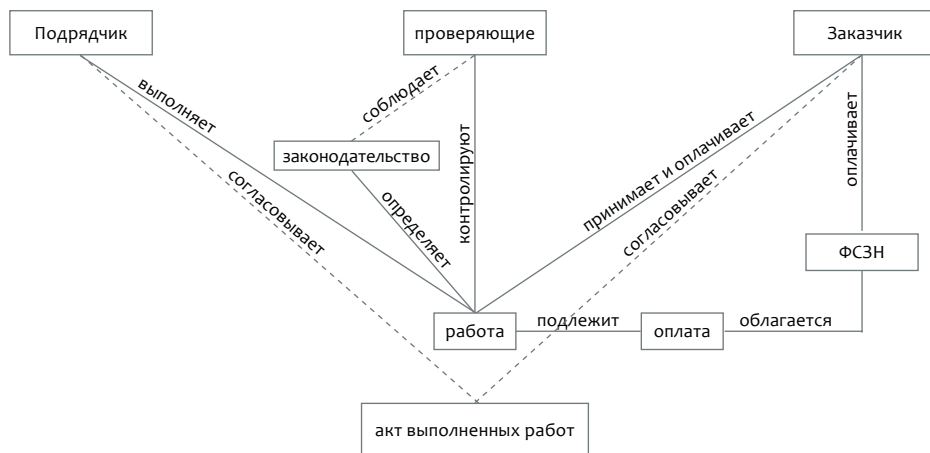 Подрядчик
проверяющие
Заказчик
выполняет
соблюдает
законодательство
согласовывает
определяет
контролируют
принимает и оплачивает
согласовывает
оплачивает
ФСЗН
работа
подлежит
оплата
облагается
акт выполненных работ